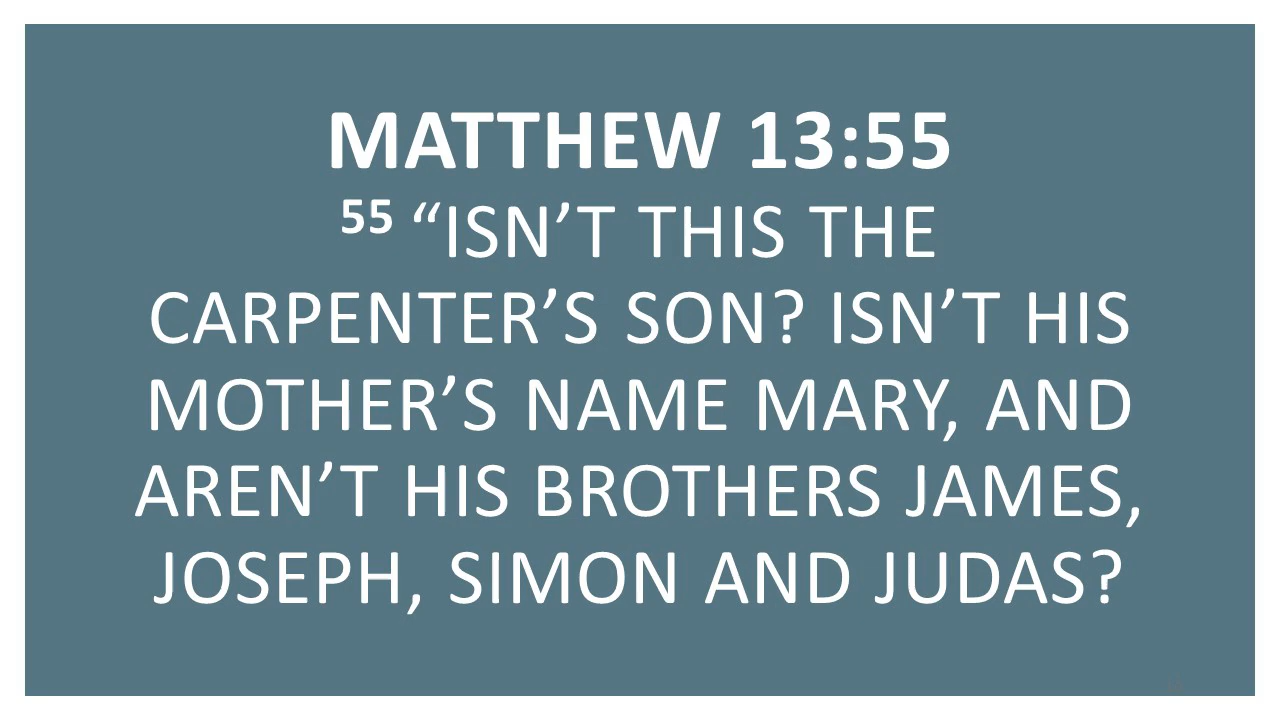 MATTHEW 13:55
55 “ISN’T THIS THE
CARPENTER’S SON? ISN’T HIS
MOTHER’S NAME MARY, AND
AREN’T HIS BROTHERS JAMES,
JOSEPH, SIMON AND JUDAS?